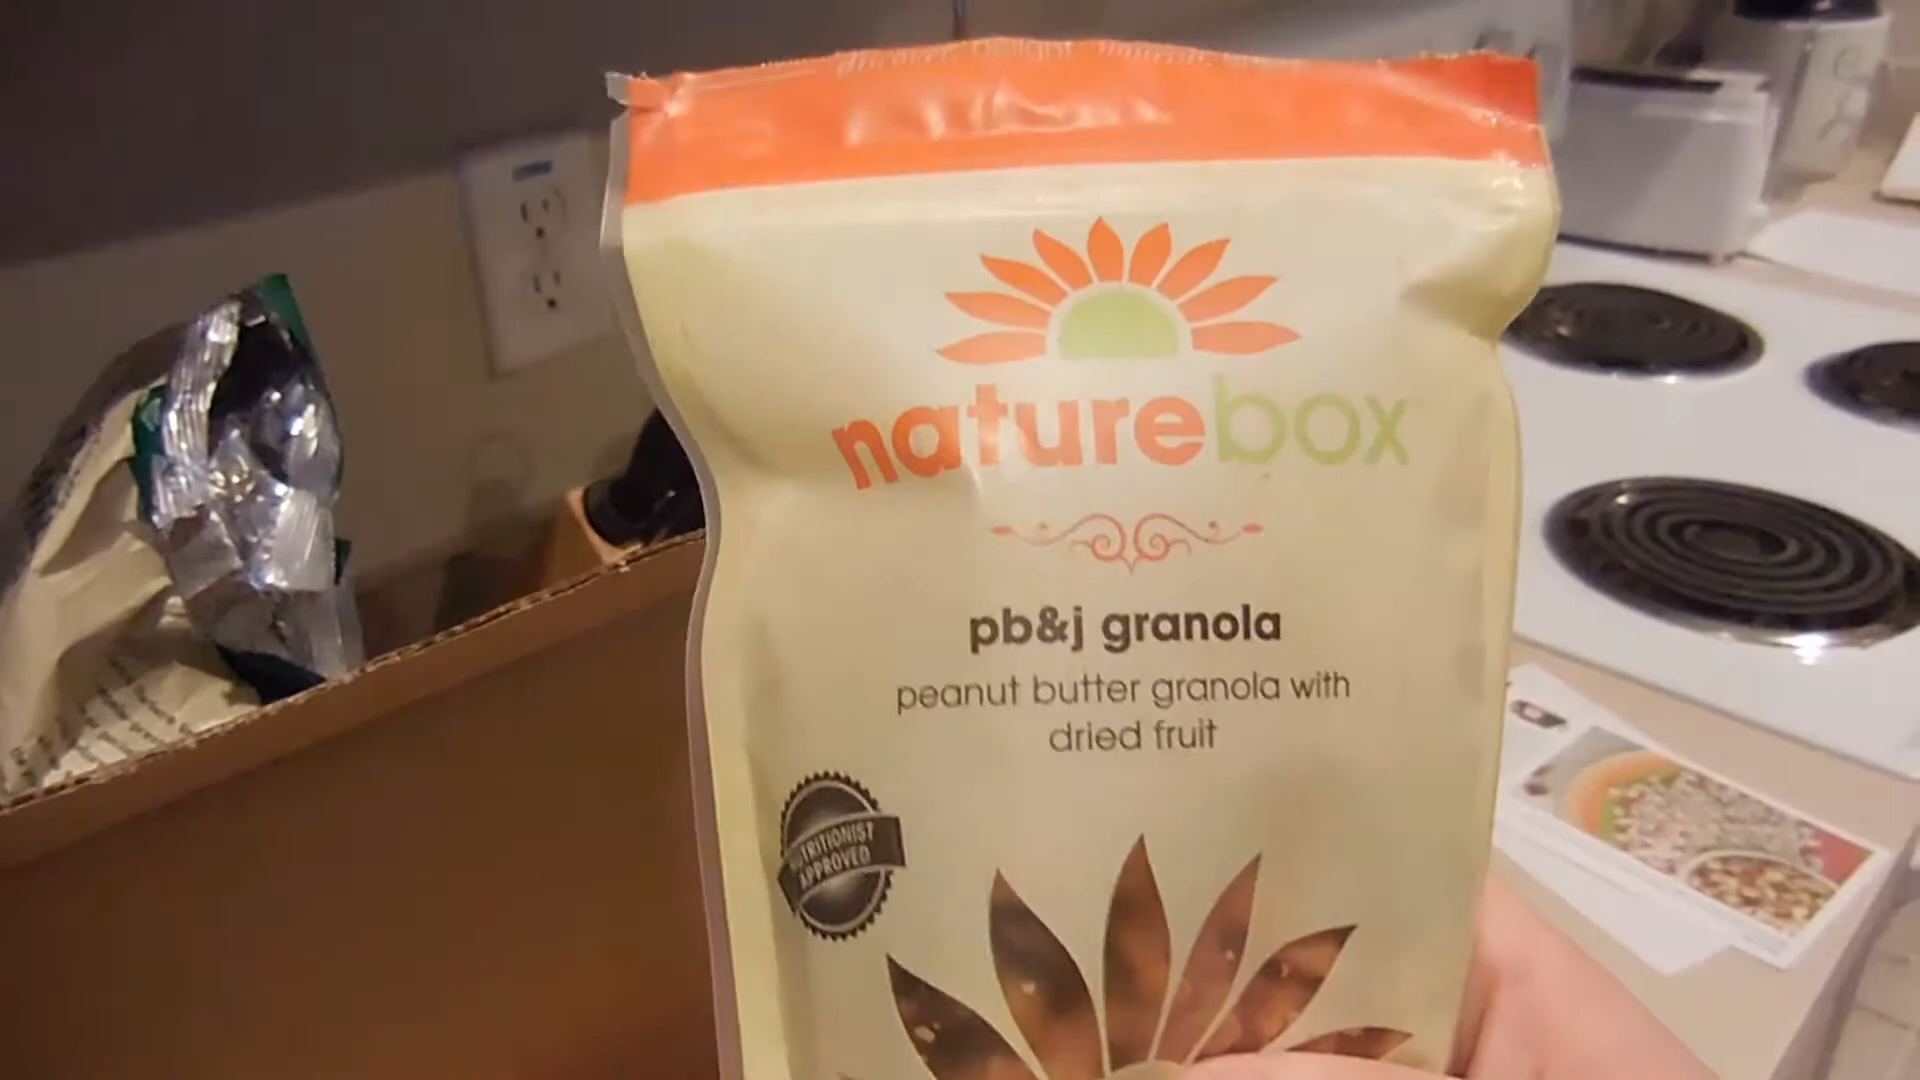 naturebox
pb&j granola
peanut butter granola with
dried fruit
NUTRITIONIST
APPROVED